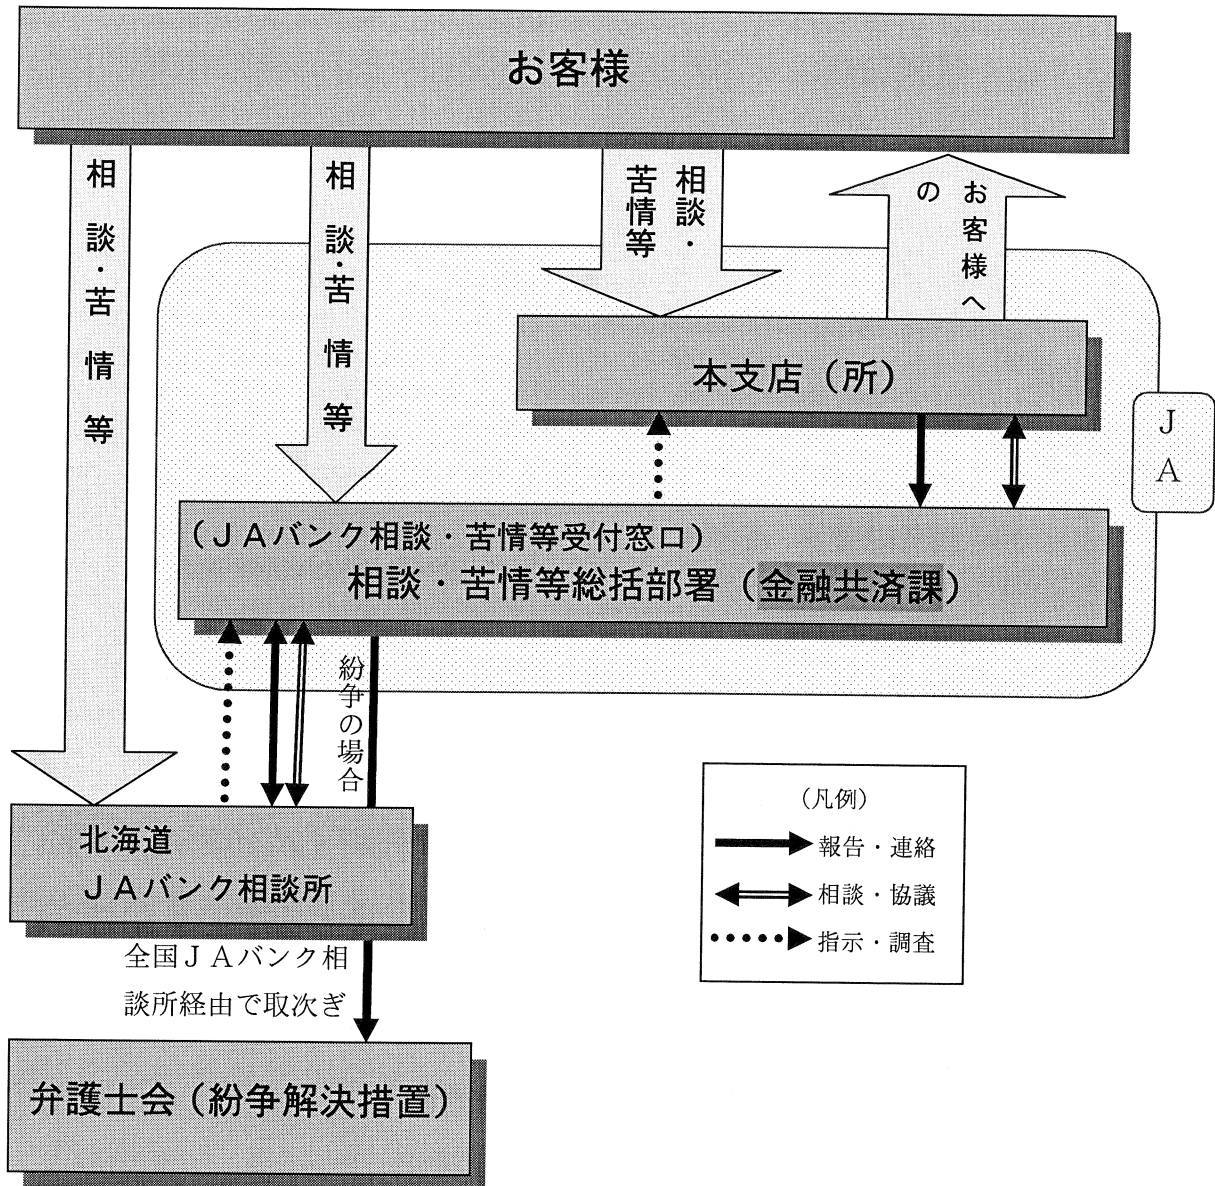 お客様
相談・苦情等
相談・苦情等
相談・
苦情等
お客様へ
の
本支店（所）
ＪＡ
（ＪＡバンク相談・苦情等受付窓口）
相談・苦情等総括部署（金融共済課）
紛争の場合
北海道
ＪＡバンク相談所
（凡例）
報告・連絡
相談・協議
指示・調査
全国ＪＡバンク相
談所経由で取次ぎ
弁護士会（紛争解決措置）